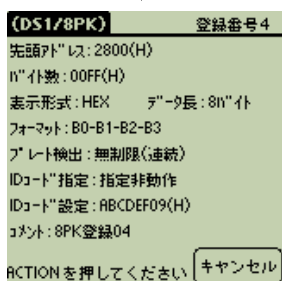 (DS1/8PK) 登録番号4
先頭アドレス:2800(H)
バイト数:00FF(H)
表示形式:HEX データ長:8バイト
フォーマット:B0-B1-B2-B3
プレート検出:無制限(連続)
IDコード指定:指定非動作
IDコード設定:ABCDEF09(H)
コメント:8PK登録04
ACTIONを押してください キャンセル